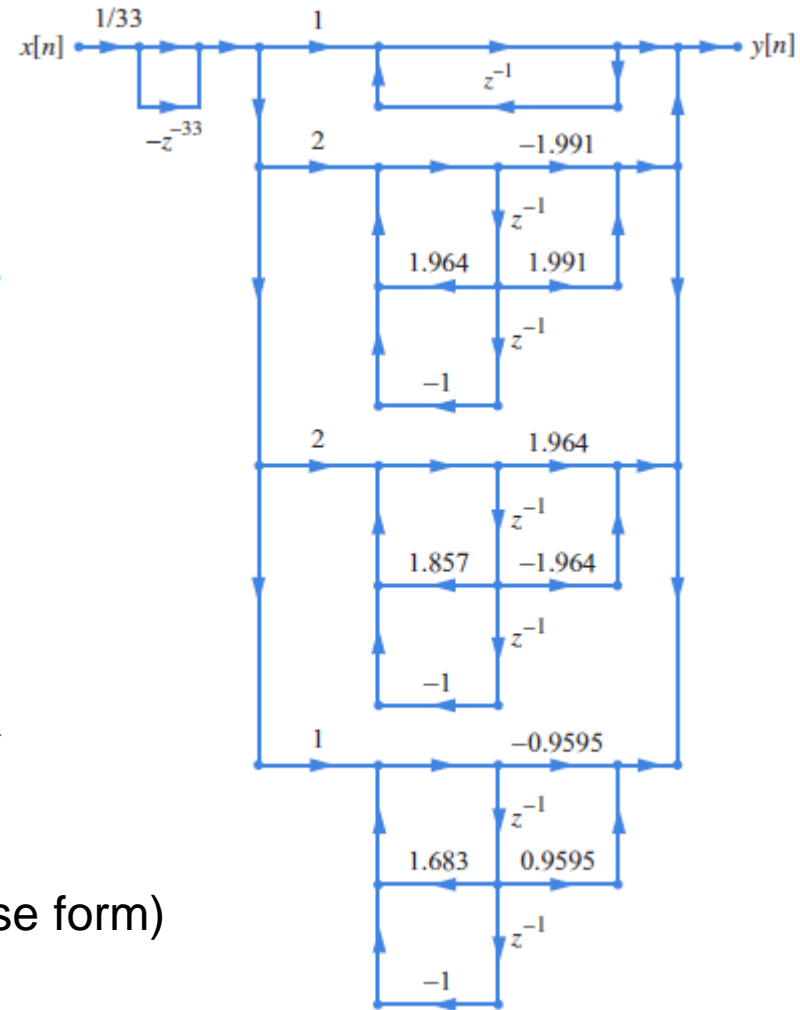 1/33 1
x[n] y[n]
z⁻¹
−z⁻³³
2 −1.991
z⁻¹
1.964 1.991
z⁻¹
−1
2 1.964
z⁻¹
1.857 −1.964
z⁻¹
−1
1 −0.9595
z⁻¹
1.683 0.9595
se form)
z⁻¹
−1